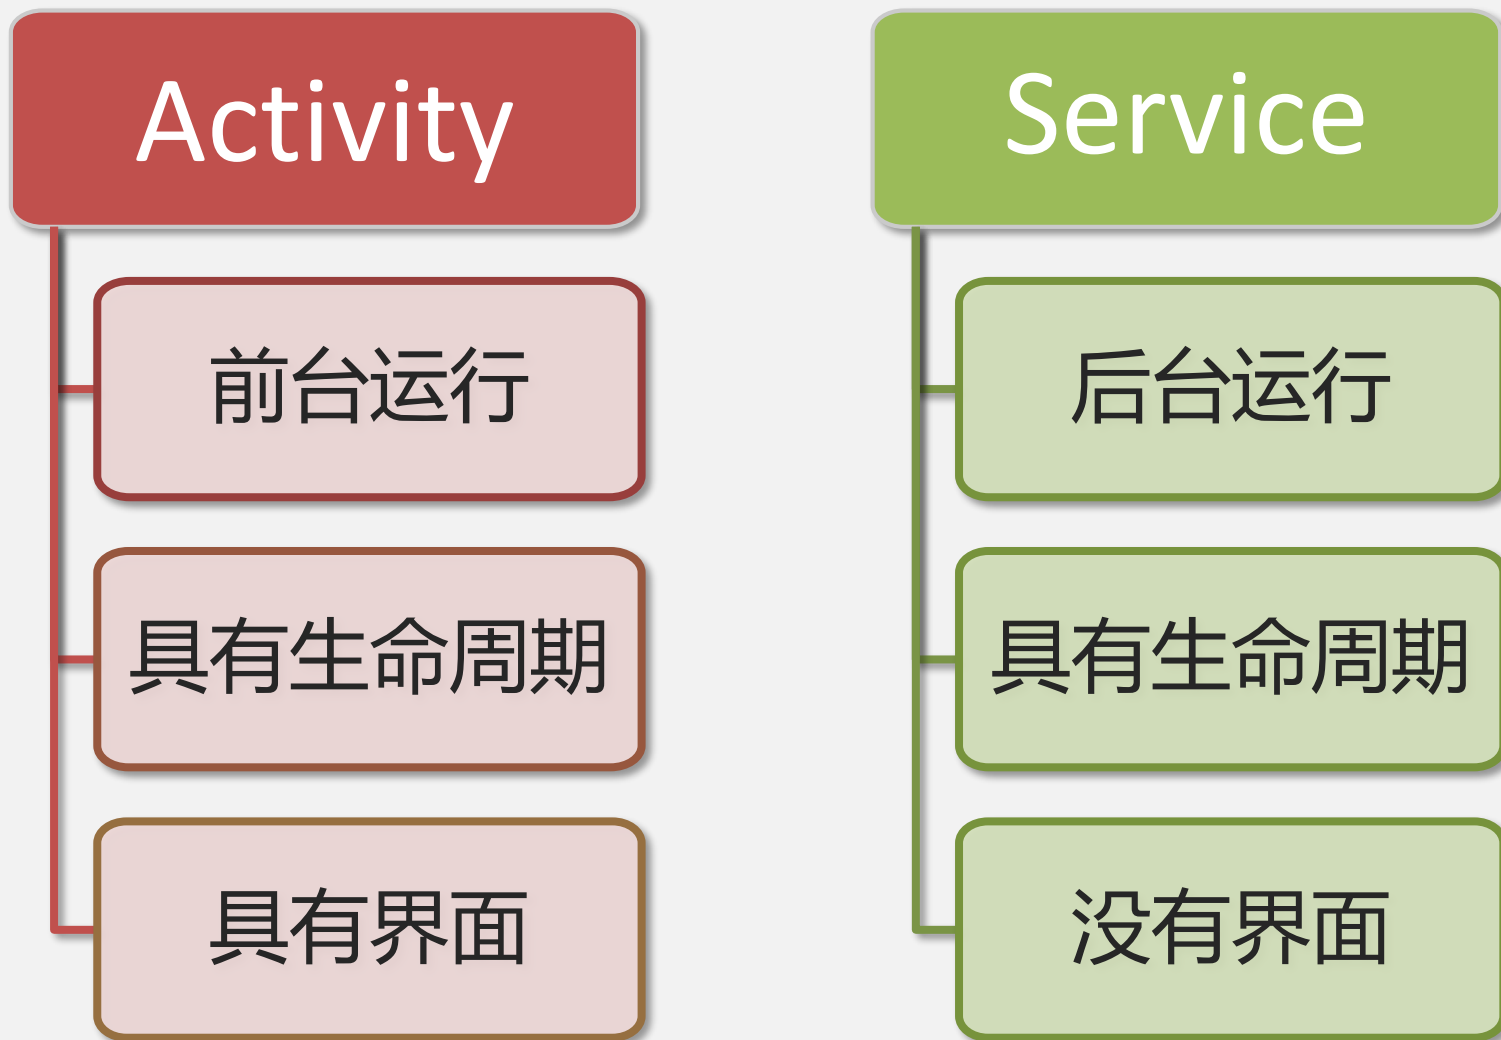 Activity
前台运行
具有生命周期
具有界面
Service
后台运行
具有生命周期
没有界面